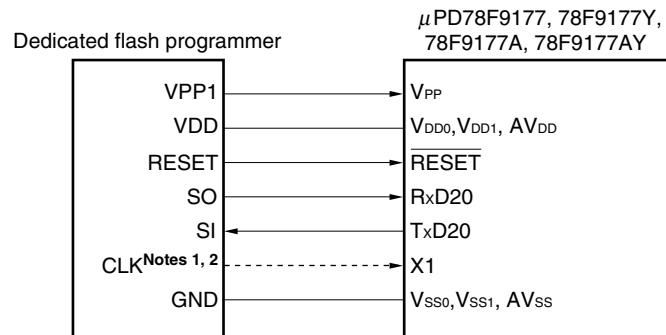 μPD78F9177, 78F9177Y,
Dedicated flash programmer 78F9177A, 78F9177AY
VPP1 VPP
VDD VDD0,VDD1, AVDD
RESET RESET
SO RxD20
SI TxD20
CLKNotes 1, 2 X1
GND VSS0,VSS1, AVSS